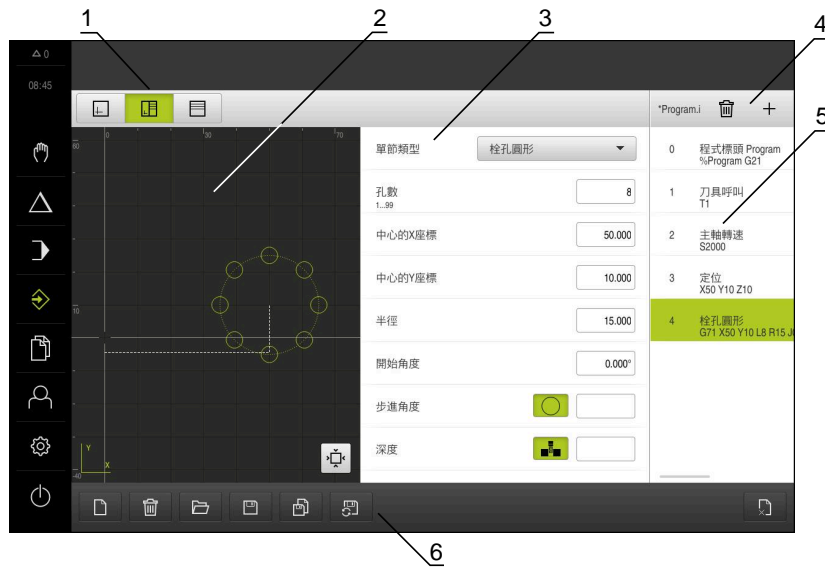 1
2
3
4
5
△ 0
08:45
*Program.i
0
30
70
60
10
-40
Y
X
單節類型
栓孔圓形
孔數
8
1...99
中心的X座標
50.000
中心的Y座標
10.000
半徑
15.000
開始角度
0.000°
步進角度
深度
0 程式標頭 Program
%Program G21
1 刀具呼叫
T1
2 主軸轉速
S2000
3 定位
X50 Y10 Z10
4 栓孔圓形
G71 X50 Y10 L8 R15
6